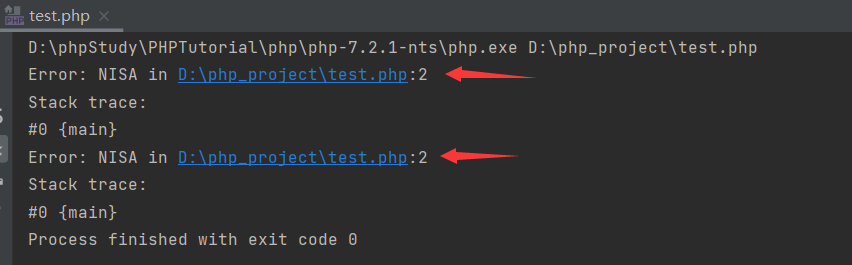 test.php
D:\phpStudy\PHPTutorial\php\php-7.2.1-nts\php.exe D:\php_project\test.php
Error: NISA in D:\php_project\test.php:2
Stack trace:
#0 {main}
Error: NISA in D:\php_project\test.php:2
Stack trace:
#0 {main}
Process finished with exit code 0